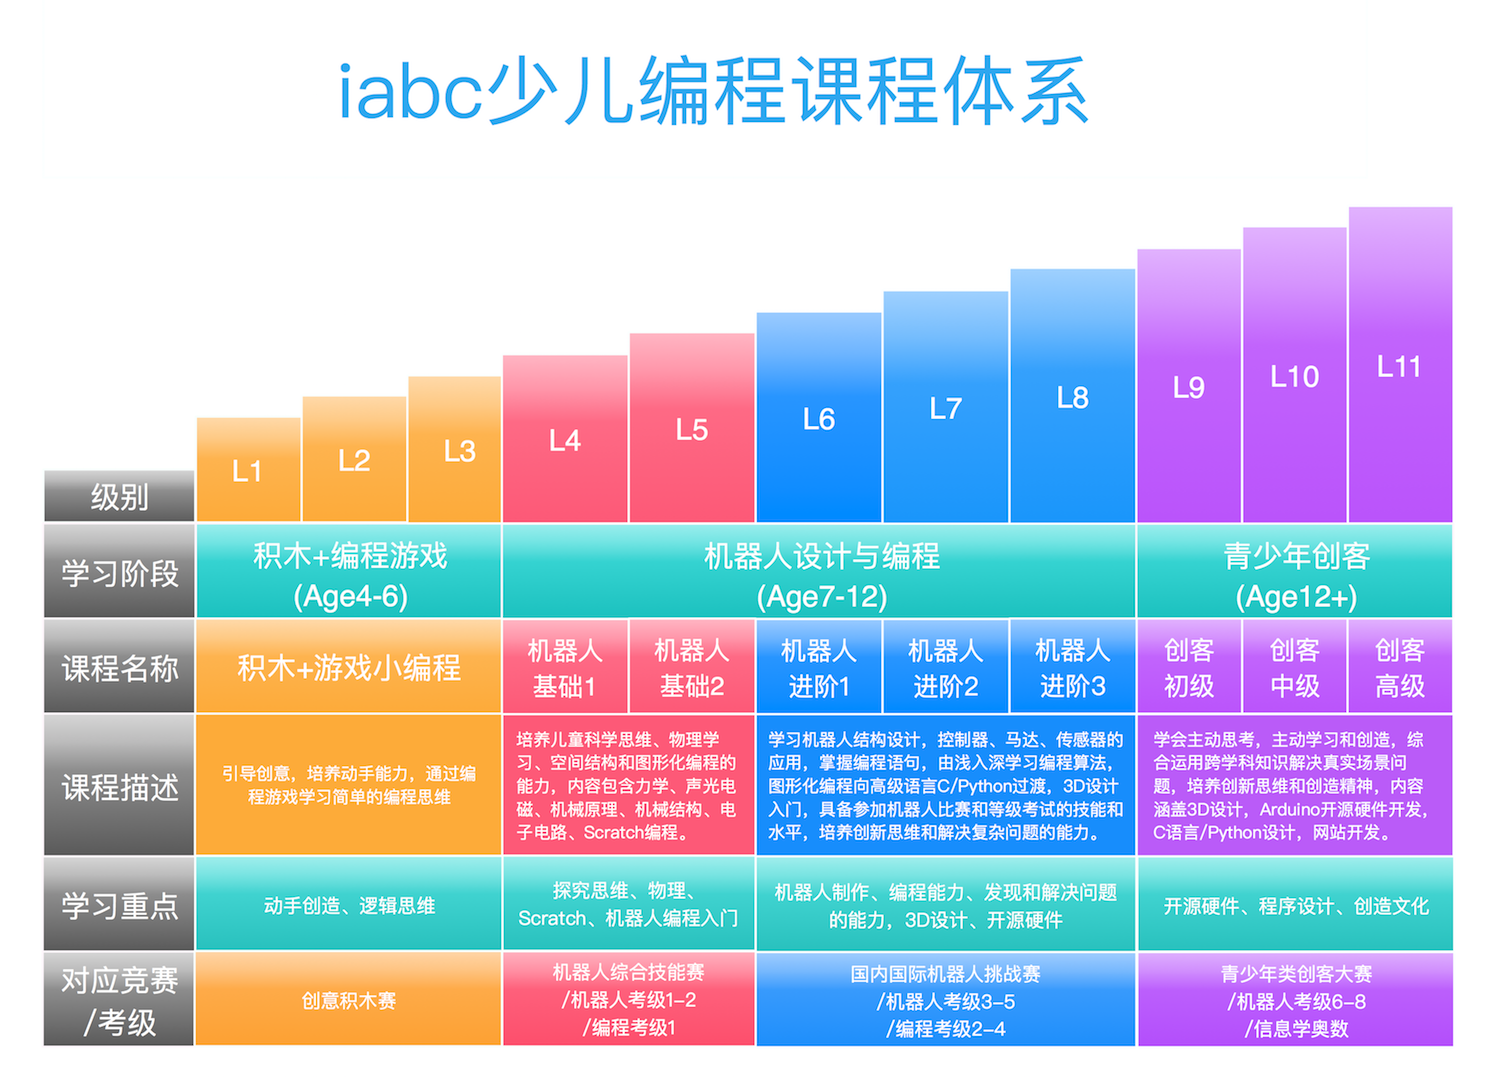 iabc少儿编程课程体系
级别
L1
L2
L3
L4
L5
L6
L7
L8
L9
L10
L11
学习阶段
积木+编程游戏
(Age4-6)
机器人设计与编程
(Age7-12)
青少年创客
(Age12+)
课程名称
积木+游戏小编程
机器人
基础1
机器人
基础2
机器人
进阶1
机器人
进阶2
机器人
进阶3
创客
初级
创客
中级
创客
高级
课程描述
引导创意，培养动手能力，通过编
程游戏学习简单的编程思维
培养儿童科学思维、物理学
习、空间结构和图形化编程的
能力，内容包含力学、声光电
磁、机械原理、机械结构、电
子电路、Scratch编程。
学习机器人结构设计，控制器、马达、传感器的
应用，掌握编程语句，由浅入深学习编程算法，
图形化编程向高级语言C/Python过渡，3D设计
入门，具备参加机器人比赛和等级考试的技能和
水平，培养创新思维和解决复杂问题的能力。
学会主动思考，主动学习和创造，综
合运用跨学科知识解决真实场景问
题，培养创新思维和创造精神，内容
涵盖3D设计，Arduino开源硬件开发，
C语言/Python设计，网站开发。
学习重点
动手创造、逻辑思维
探究思维、物理、
Scratch、机器人编程入门
机器人制作、编程能力、发现和解决问题
的能力，3D设计、开源硬件
开源硬件、程序设计、创造文化
对应竞赛
/考级
创意积木赛
机器人综合技能赛
/机器人考级1-2
/编程考级1
国内国际机器人挑战赛
/机器人考级3-5
/编程考级2-4
青少年类创客大赛
/机器人考级6-8
/信息学奥数